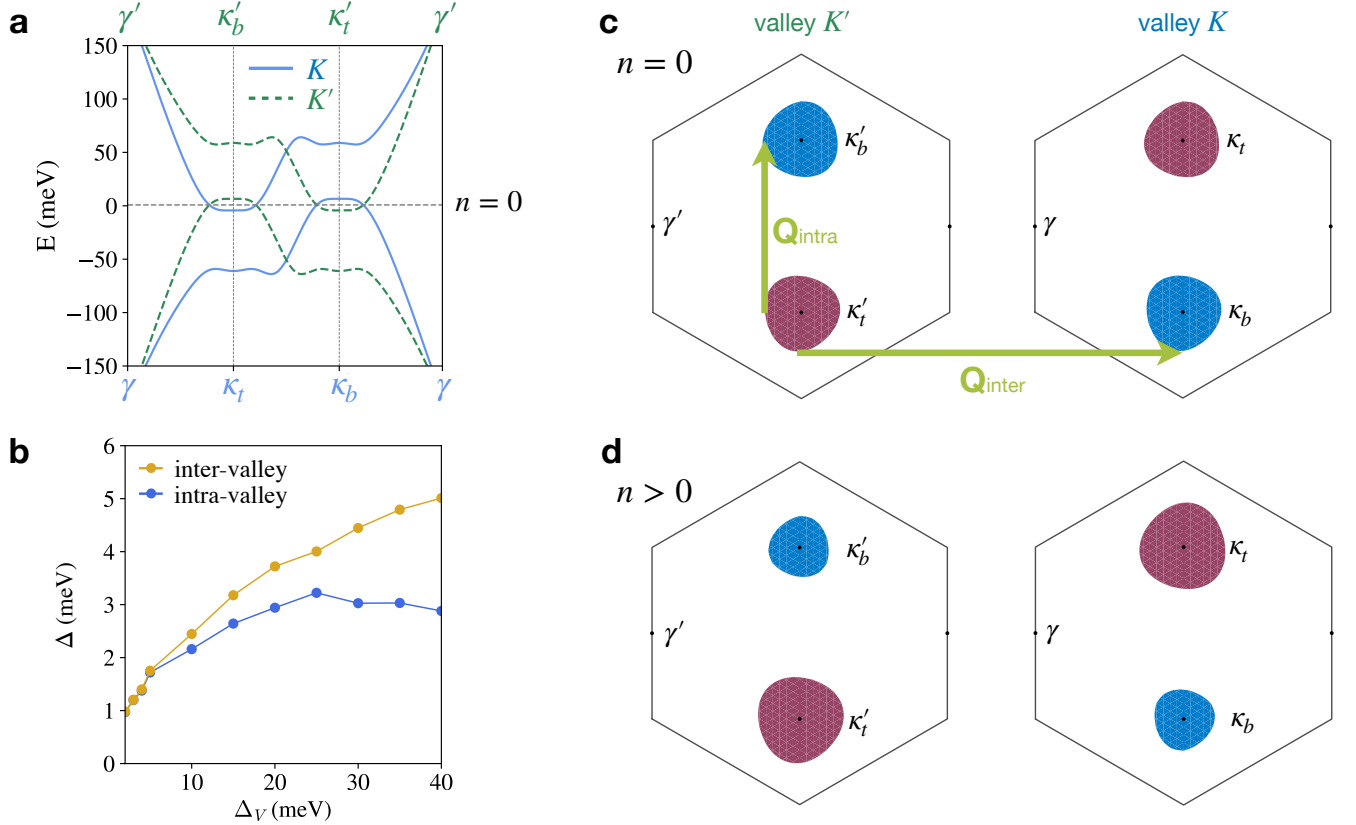 a
γ′ κ′b κ′t γ′
150
100
50
0
−50
−100
−150
E (meV)
K
K′
n = 0
γ κt κb γ
b
6
5
4
3
2
1
0
Δ (meV)
inter-valley
intra-valley
10 20 30 40
ΔV (meV)
c
valley K′
valley K
n = 0
κ′b
κt
γ′
Qintra
γ
κ′t
κb
Qinter
d
n > 0
κ′b
κt
γ′
γ
κ′t
κb